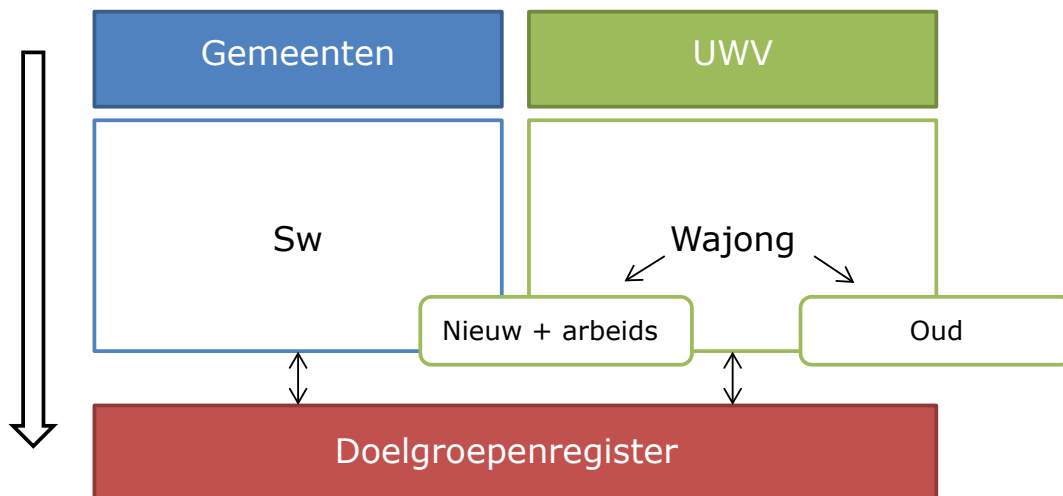 Gemeenten
UWV
Sw
Wajong
Nieuw + arbeids
Oud
Doelgroepenregister